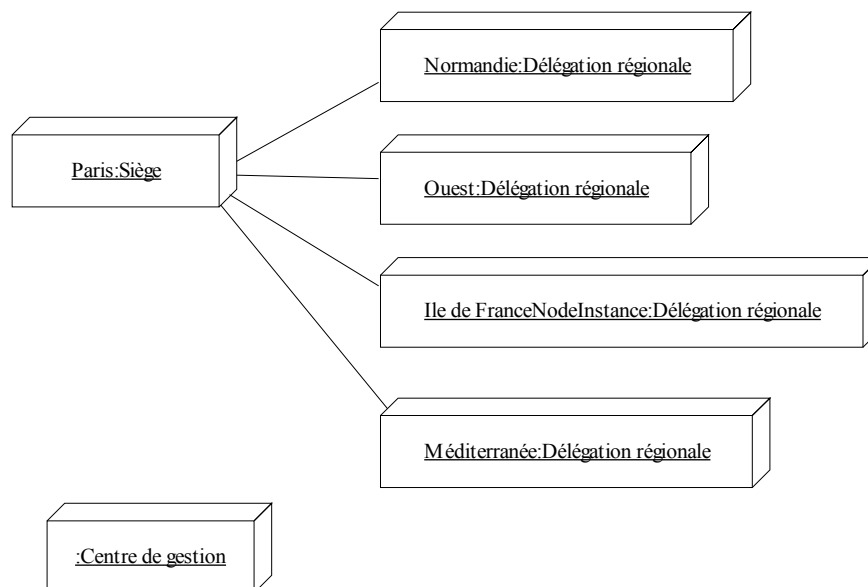 Normandie:Délégation régionale
Paris:Siège
Ouest:Délégation régionale
Ile de FranceNodeInstance:Délégation régionale
Méditerranée:Délégation régionale
:Centre de gestion